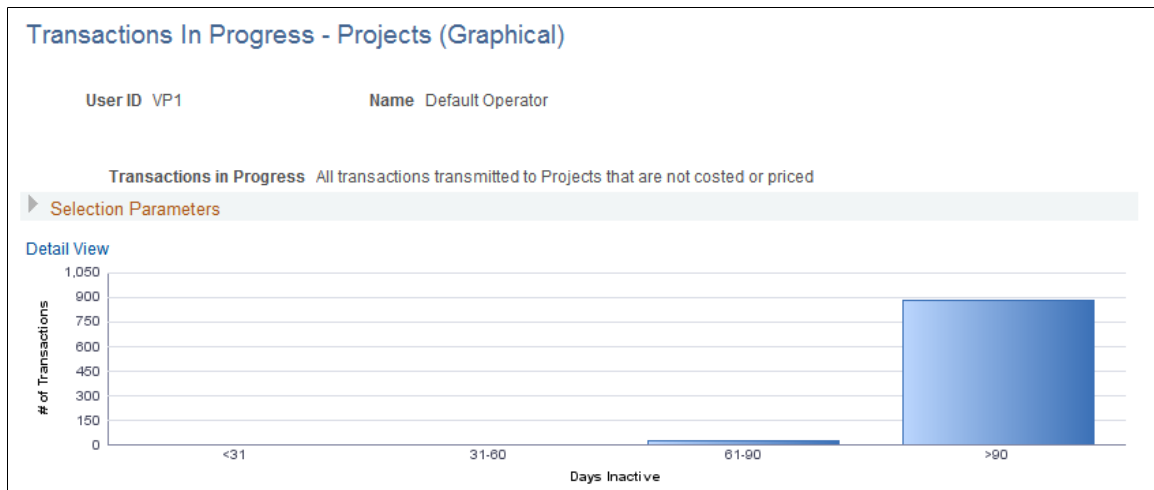 Transactions In Progress - Projects (Graphical)
User ID VP1 Name Default Operator
Transactions in Progress All transactions transmitted to Projects that are not costed or priced
Selection Parameters
Detail View
# of Transactions
1,050
900
750
600
450
300
150
0
<31 31-60 61-90 >90
Days Inactive